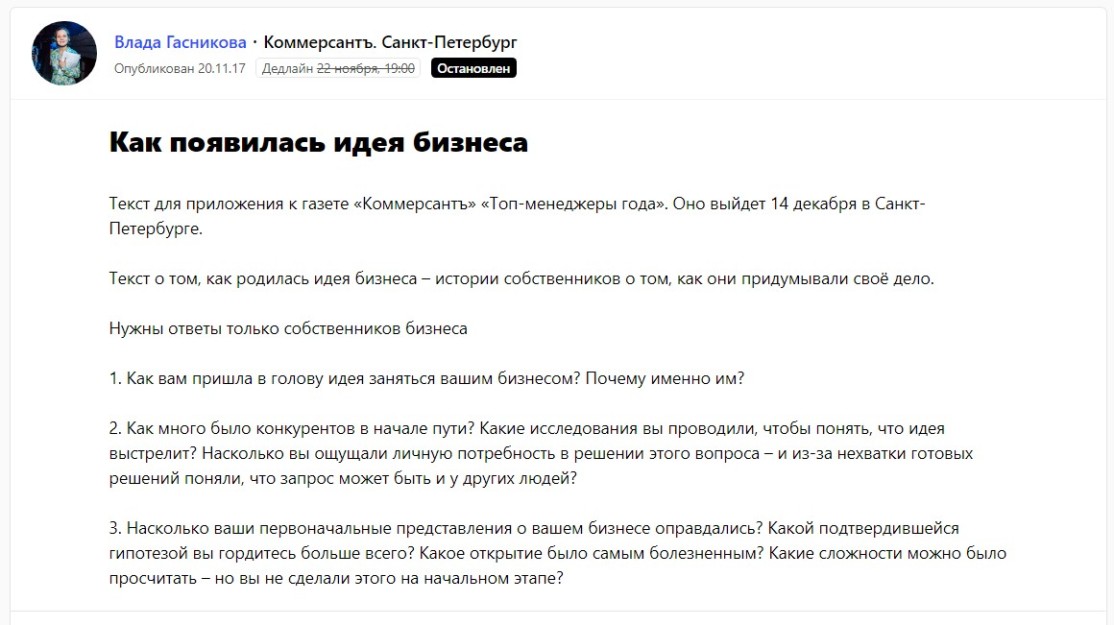 Влада Гасникова · Коммерсантъ. Санкт-Петербург
Опубликован 20.11.17 Дедлайн 22 ноября, 19:00 Остановлен
Как появилась идея бизнеса
Текст для приложения к газете «Коммерсантъ» «Топ-менеджеры года». Оно выйдет 14 декабря в Санкт-
Петербурге.
Текст о том, как родилась идея бизнеса – истории собственников о том, как они придумывали своё дело.
Нужны ответы только собственников бизнеса
1. Как вам пришла в голову идея заняться вашим бизнесом? Почему именно им?
2. Как много было конкурентов в начале пути? Какие исследования вы проводили, чтобы понять, что идея
выстрелит? Насколько вы ощущали личную потребность в решении этого вопроса – и из-за нехватки готовых
решений поняли, что запрос может быть и у других людей?
3. Насколько ваши первоначальные представления о вашем бизнесе оправдались? Какой подтвердившейся
гипотезой вы гордитесь больше всего? Какое открытие было самым болезненным? Какие сложности можно было
просчитать – но вы не сделали этого на начальном этапе?